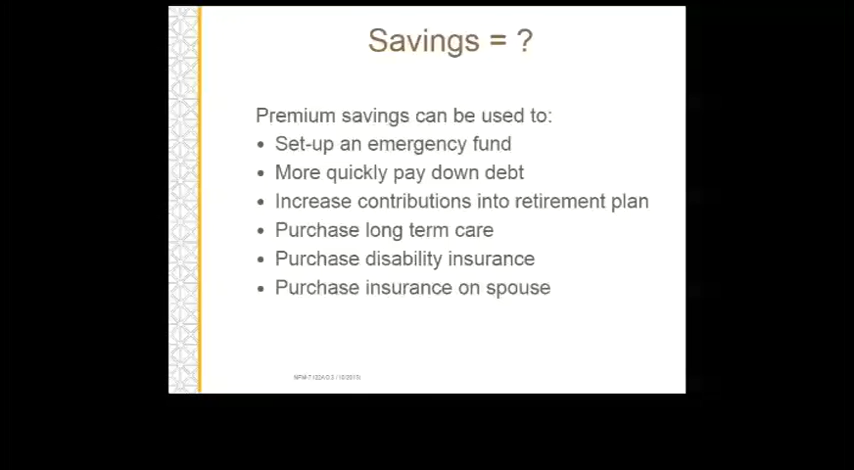 Savings = ?
Premium savings can be used to:
• Set-up an emergency fund
• More quickly pay down debt
• Increase contributions into retirement plan
• Purchase long term care
• Purchase disability insurance
• Purchase insurance on spouse